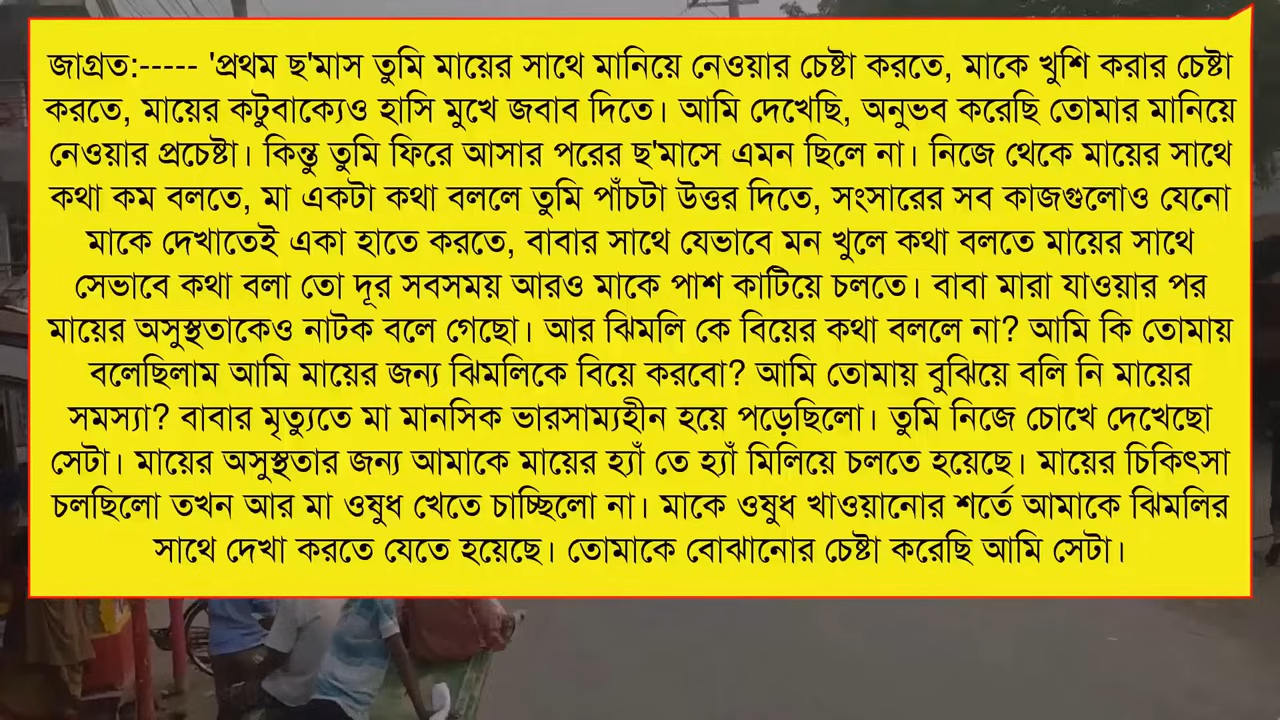 জাগ্রত:----- 'প্রথম ছ'মাস তুমি মায়ের সাথে মানিয়ে নেওয়ার চেষ্টা করতে, মাকে খুশি করার চেষ্টা
করতে, মায়ের কটুবাক্যেও হাসি মুখে জবাব দিতে। আমি দেখেছি, অনুভব করেছি তোমার মানিয়ে
নেওয়ার প্রচেষ্টা। কিন্তু তুমি ফিরে আসার পরের ছ'মাসে এমন ছিলে না। নিজে থেকে মায়ের সাথে
কথা কম বলতে, মা একটা কথা বললে তুমি পাঁচটা উত্তর দিতে, সংসারের সব কাজগুলোও যেনো
মাকে দেখাতেই একা হাতে করতে, বাবার সাথে যেভাবে মন খুলে কথা বলতে মায়ের সাথে
সেভাবে কথা বলা তো দূর সবসময় আরও মাকে পাশ কাটিয়ে চলতে। বাবা মারা যাওয়ার পর
মায়ের অসুস্থতাকেও নাটক বলে গেছো। আর ঝিমলি কে বিয়ের কথা বললে না? আমি কি তোমায়
বলেছিলাম আমি মায়ের জন্য ঝিমলিকে বিয়ে করবো? আমি তোমায় বুঝিয়ে বলি নি মায়ের
সমস্যা? বাবার মৃত্যুতে মা মানসিক ভারসাম্যহীন হয়ে পড়েছিলো। তুমি নিজে চোখে দেখেছো
সেটা। মায়ের অসুস্থতার জন্য আমাকে মায়ের হ্যাঁ তে হ্যাঁ মিলিয়ে চলতে হয়েছে। মায়ের চিকিৎসা
চলছিলো তখন আর মা ওষুধ খেতে চাচ্ছিলো না। মাকে ওষুধ খাওয়ানোর শর্তে আমাকে ঝিমলির
সাথে দেখা করতে যেতে হয়েছে। তোমাকে বোঝানোর চেষ্টা করেছি আমি সেটা।